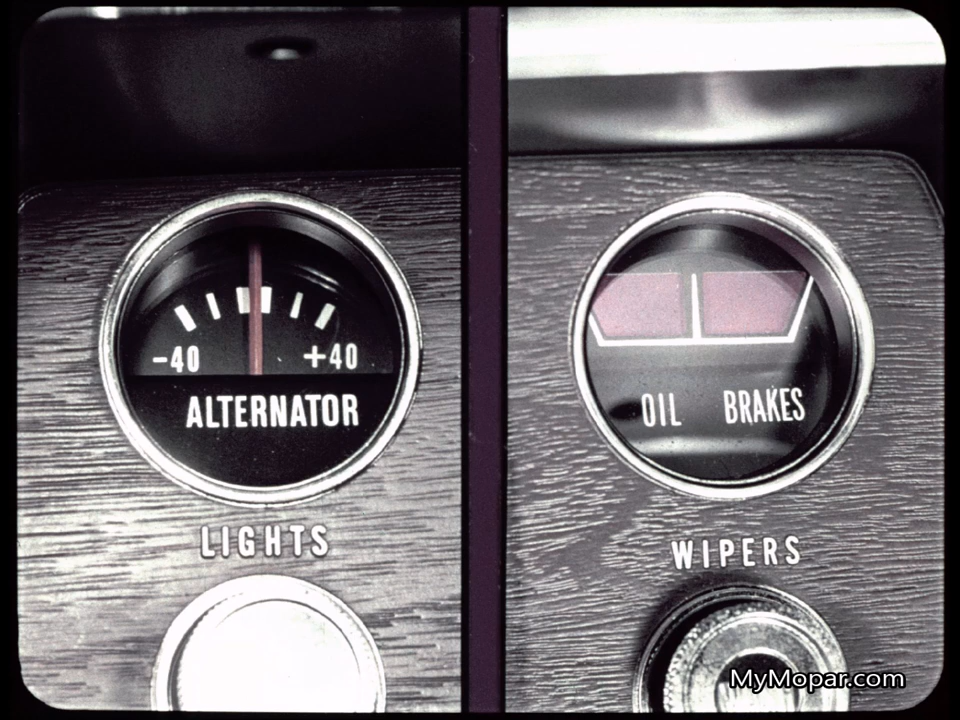 -40 +40
ALTERNATOR
LIGHTS
OIL BRAKES
WIPERS
MyMopar.com